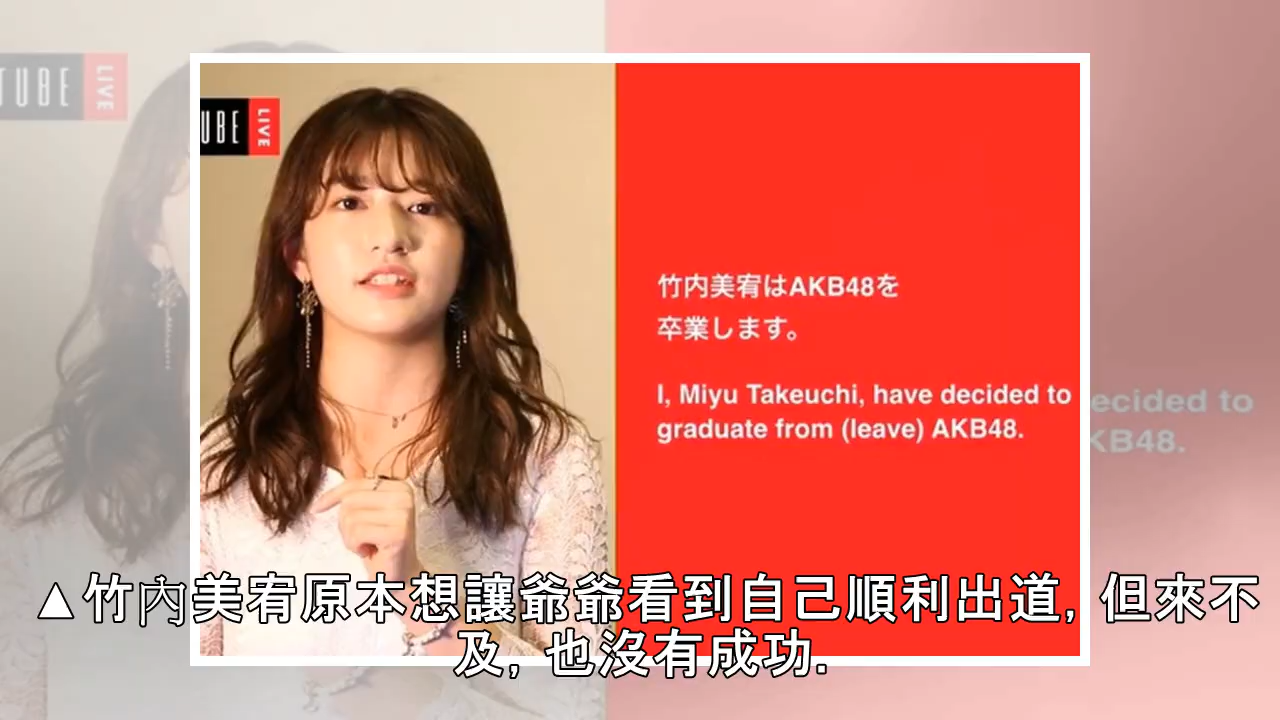 TUBE LIVE
UBE LIVE
竹内美宥はAKB48を
卒業します。
I, Miyu Takeuchi, have decided to
graduate from (leave) AKB48.
ecided to
KB48.
▲竹內美宥原本想讓爺爺看到自己順利出道, 但來不
及, 也沒有成功.